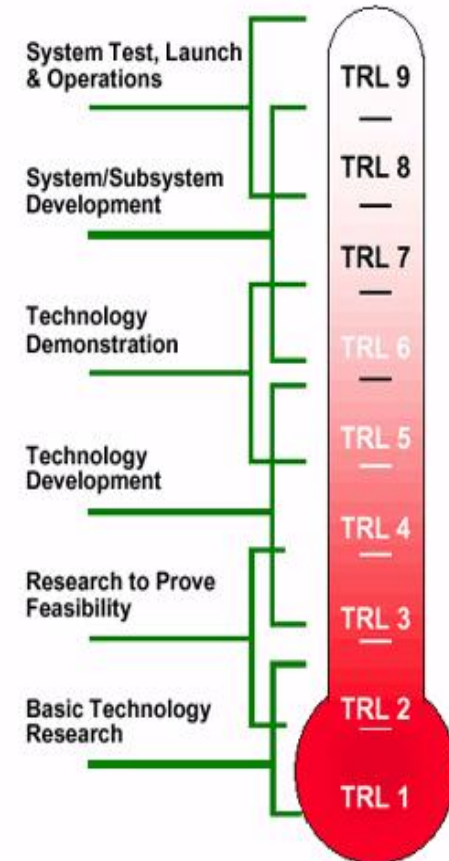 System Test, Launch
& Operations
System/Subsystem
Development
Technology
Demonstration
Technology
Development
Research to Prove
Feasibility
Basic Technology
Research
TRL 9
TRL 8
TRL 7
TRL 6
TRL 5
TRL 4
TRL 3
TRL 2
TRL 1